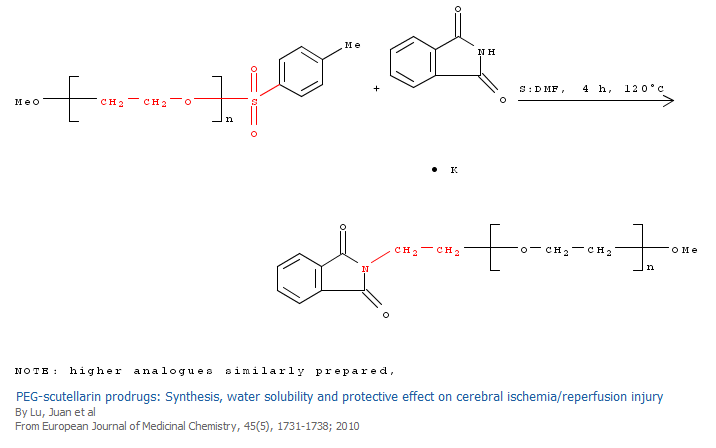 Me
O
NH
O
O
S
O
MeO
CH2
CH2
O
n
+
S:DMF, 4 h, 120°C
• K
O
N
O
CH2
CH2
O
CH2
CH2
OMe
n
NOTE: higher analogues similarly prepared,
PEG-scutellarin prodrugs: Synthesis, water solubility and protective effect on cerebral ischemia/reperfusion injury
By Lu, Juan et al
From European Journal of Medicinal Chemistry, 45(5), 1731-1738; 2010